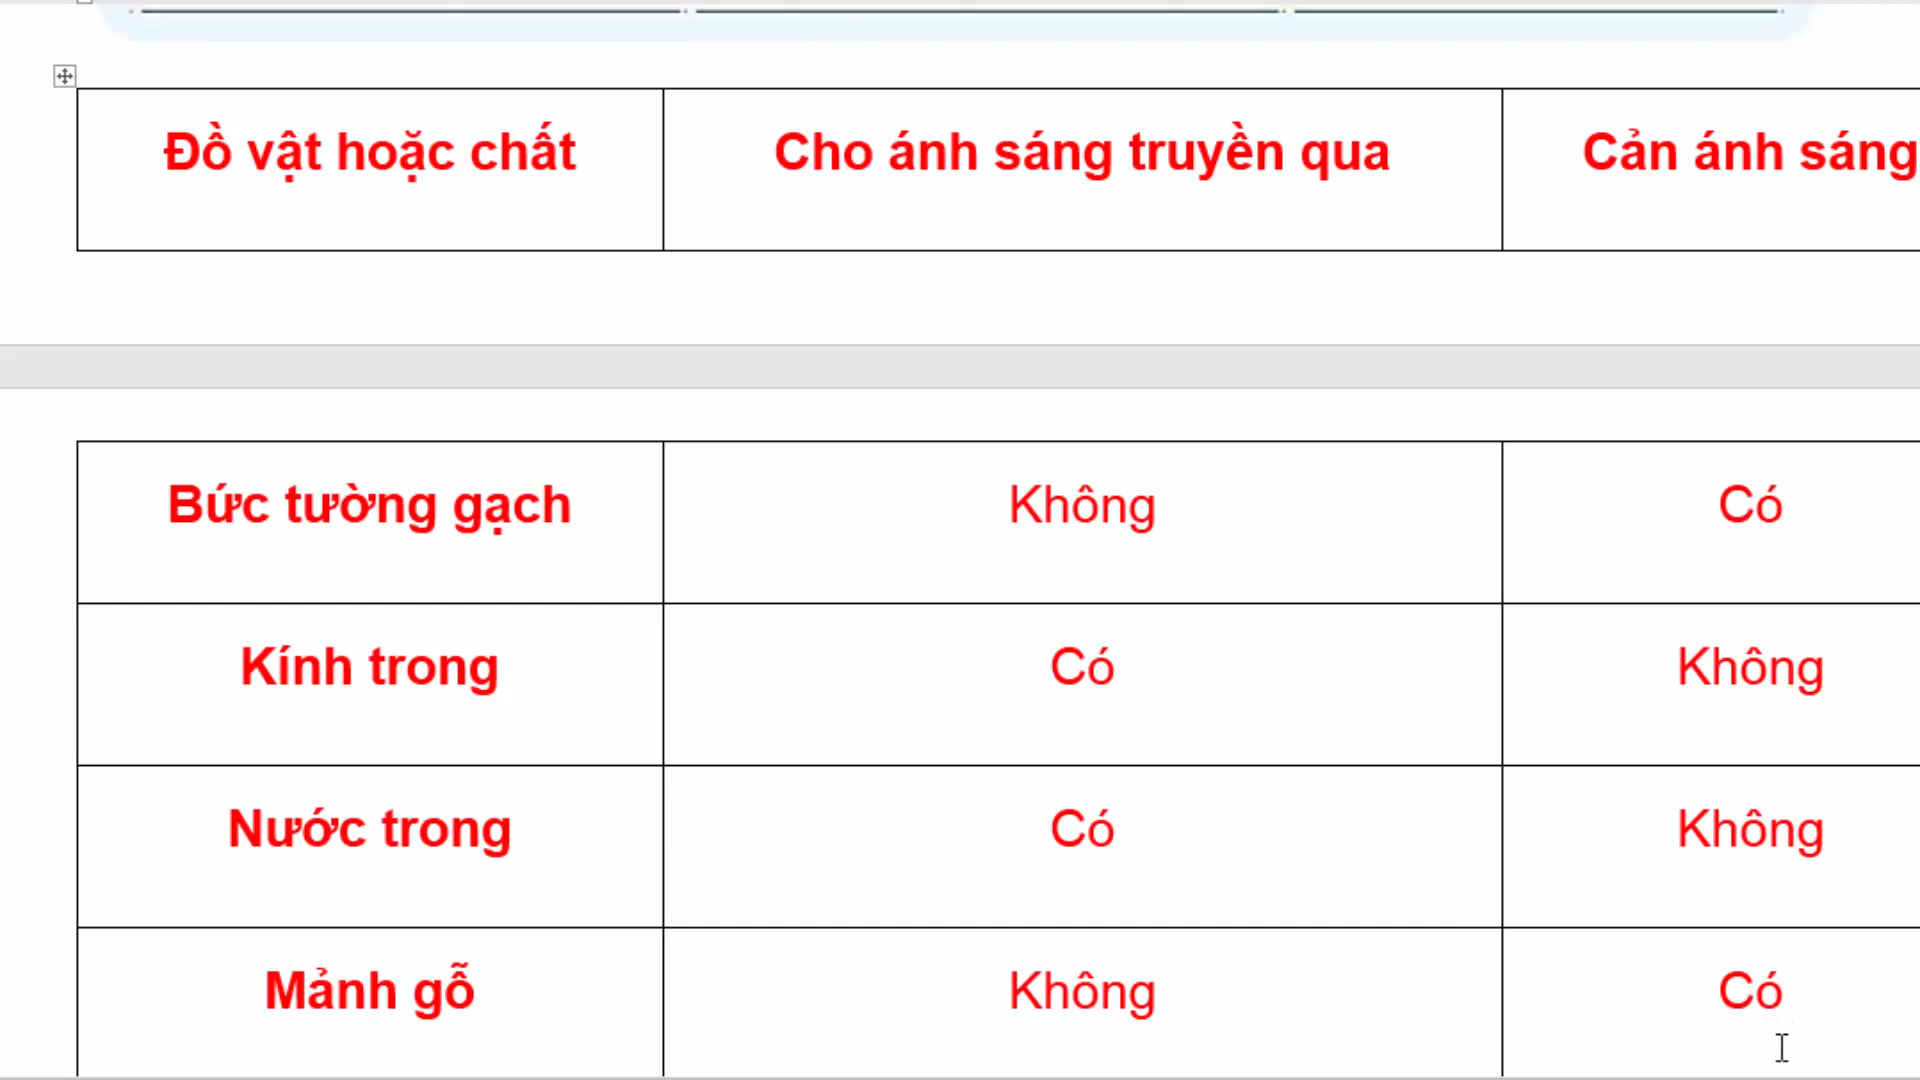 Đồ vật hoặc chất Cho ánh sáng truyền qua Cản ánh sáng
Bức tường gạch Không Có
Kính trong Có Không
Nước trong Có Không
Mảnh gỗ Không Có